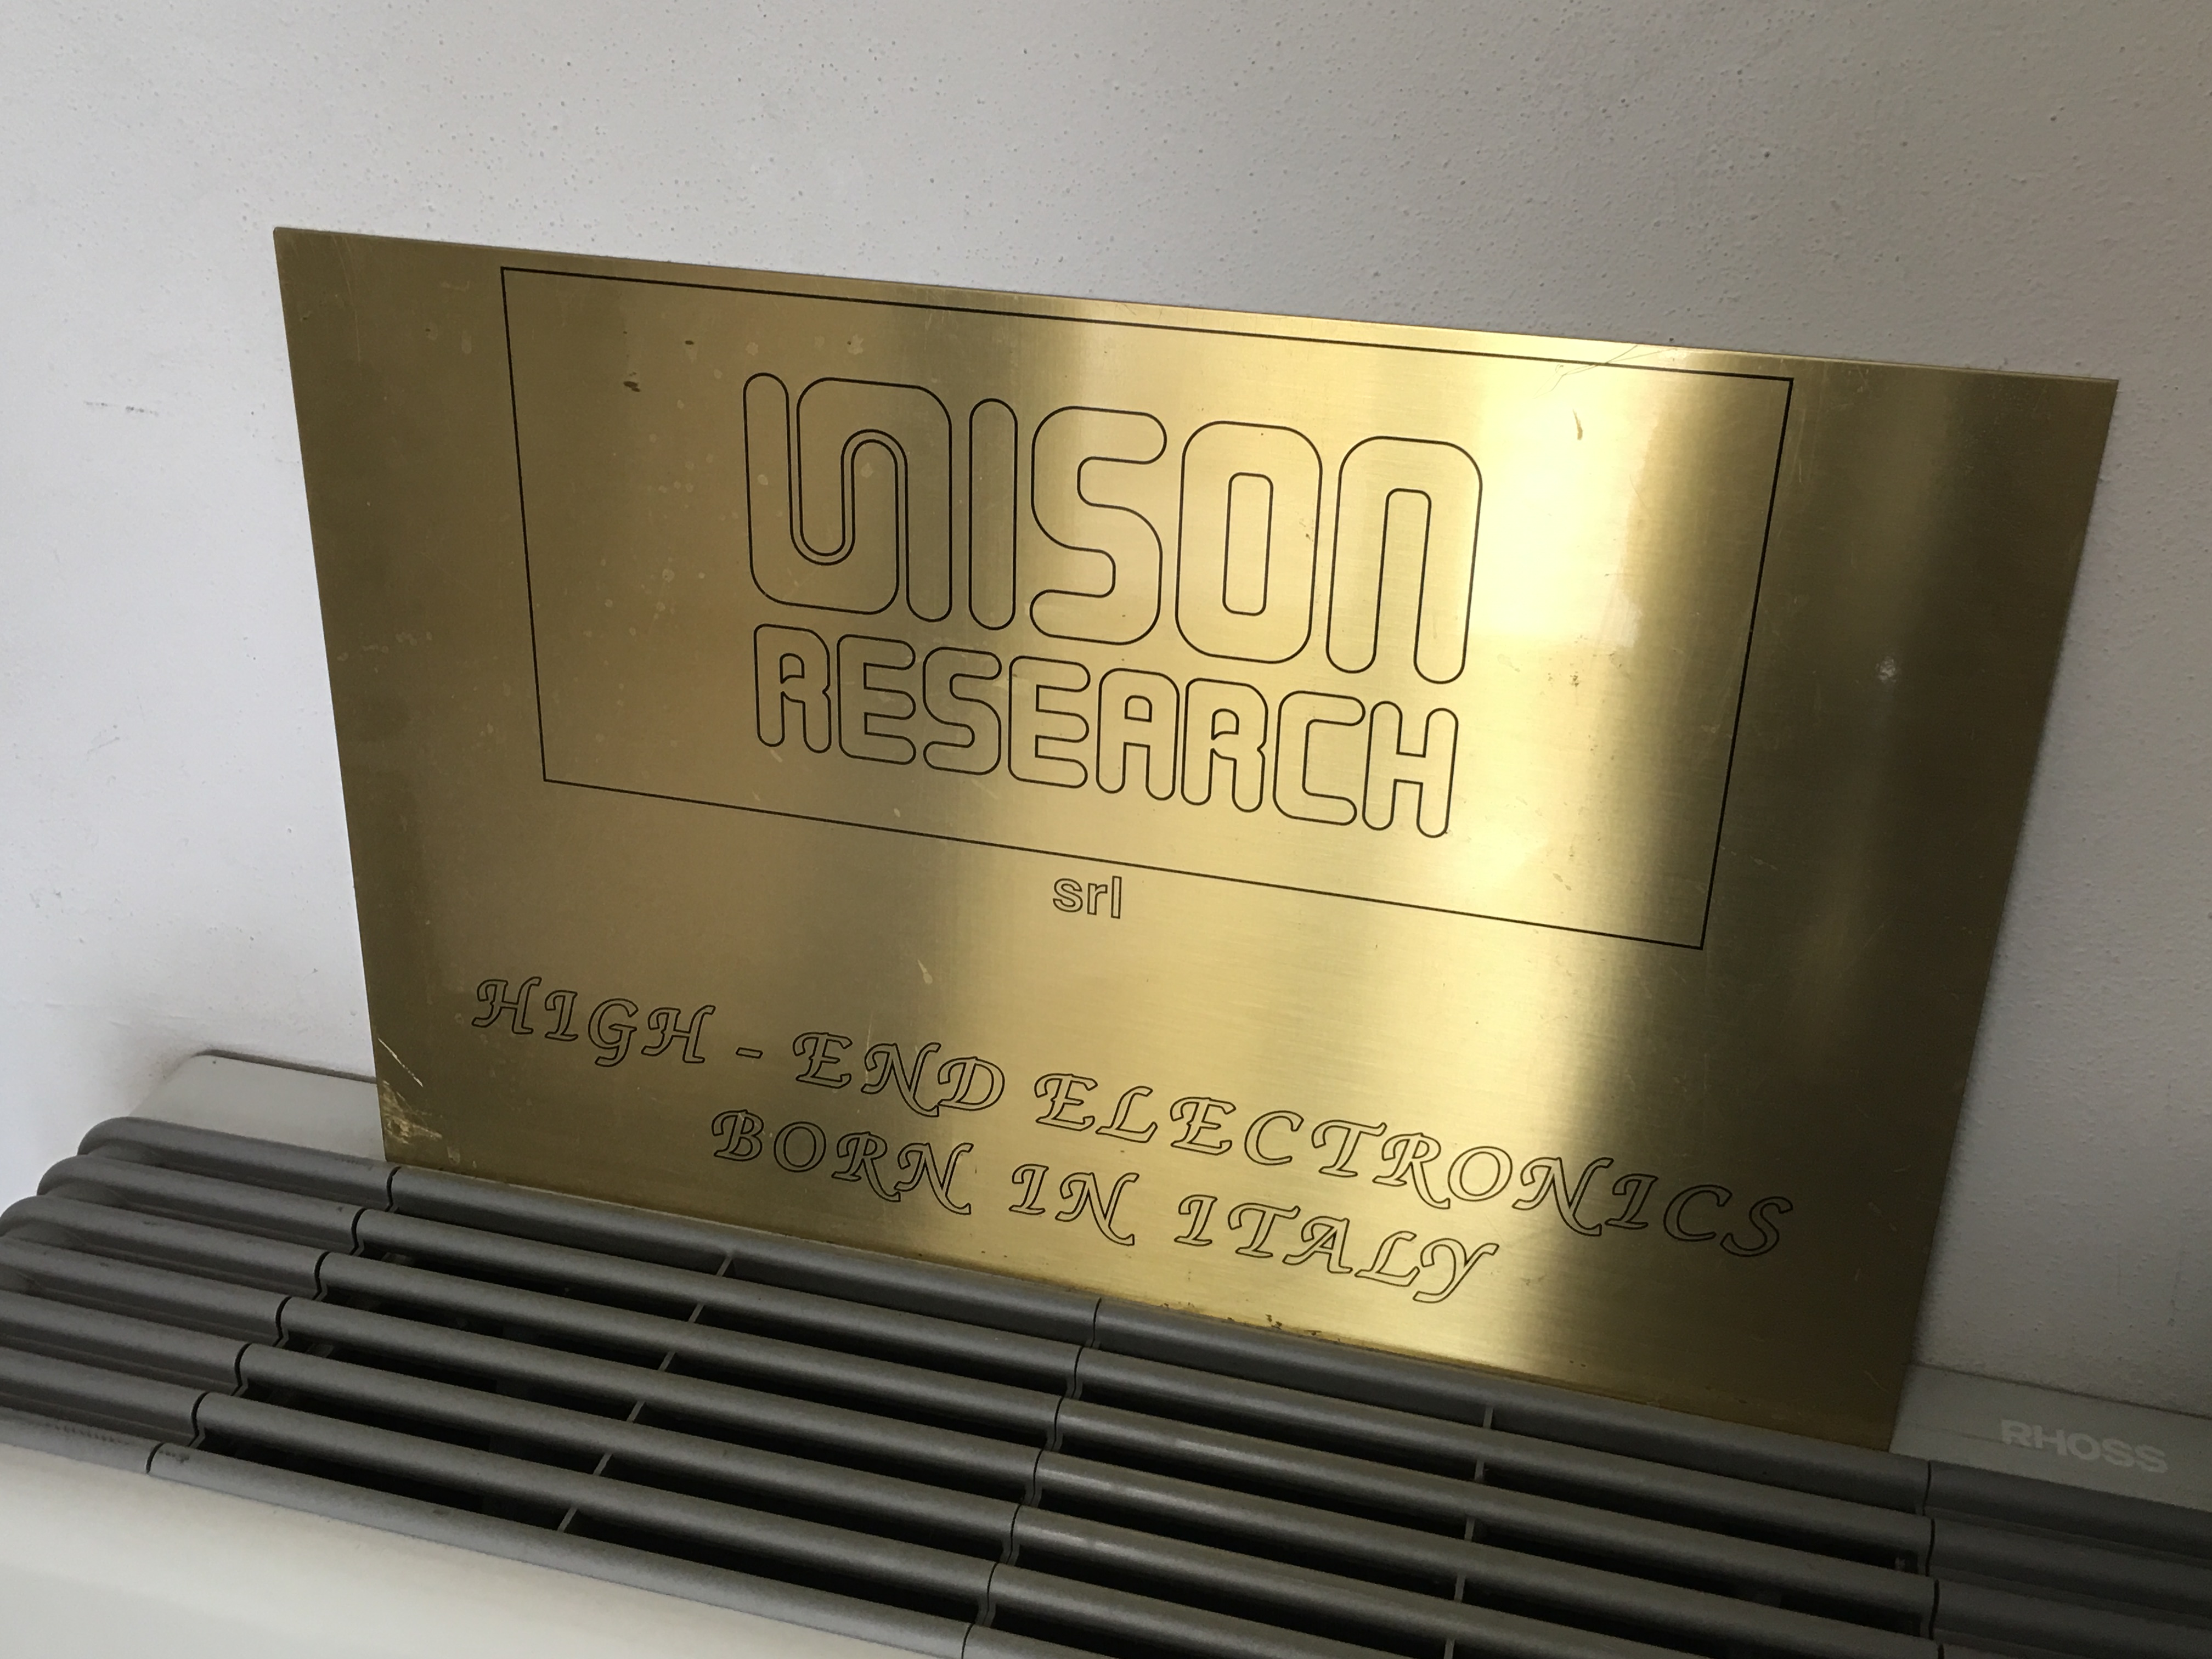 UNISON
RESEARCH
srl
HIGH - END ELECTRONICS
BORN IN ITALY
RHOSS